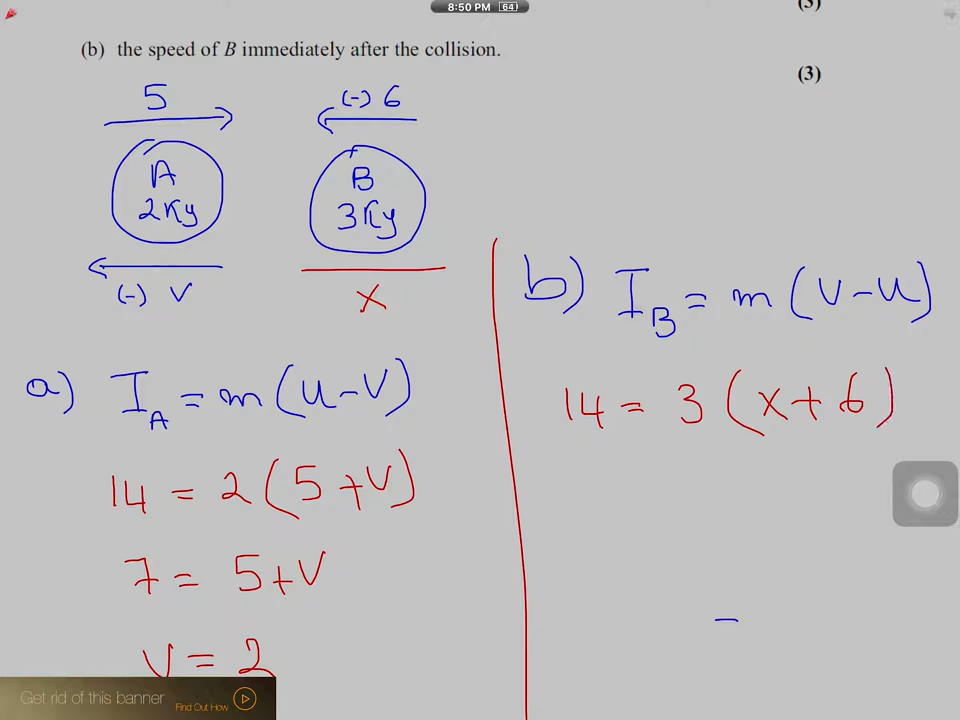 8:50 PM 64
(3)
(b) the speed of B immediately after the collision.
(3)
5
(-) 6
A
2Kg
B
3Kg
(-) v
x
a) I_A = m(u-v)
14 = 2(5+v)
7 = 5+v
v = 2
b) I_B = m(v-u)
14 = 3(x+6)
Get rid of this banner
Find Out How